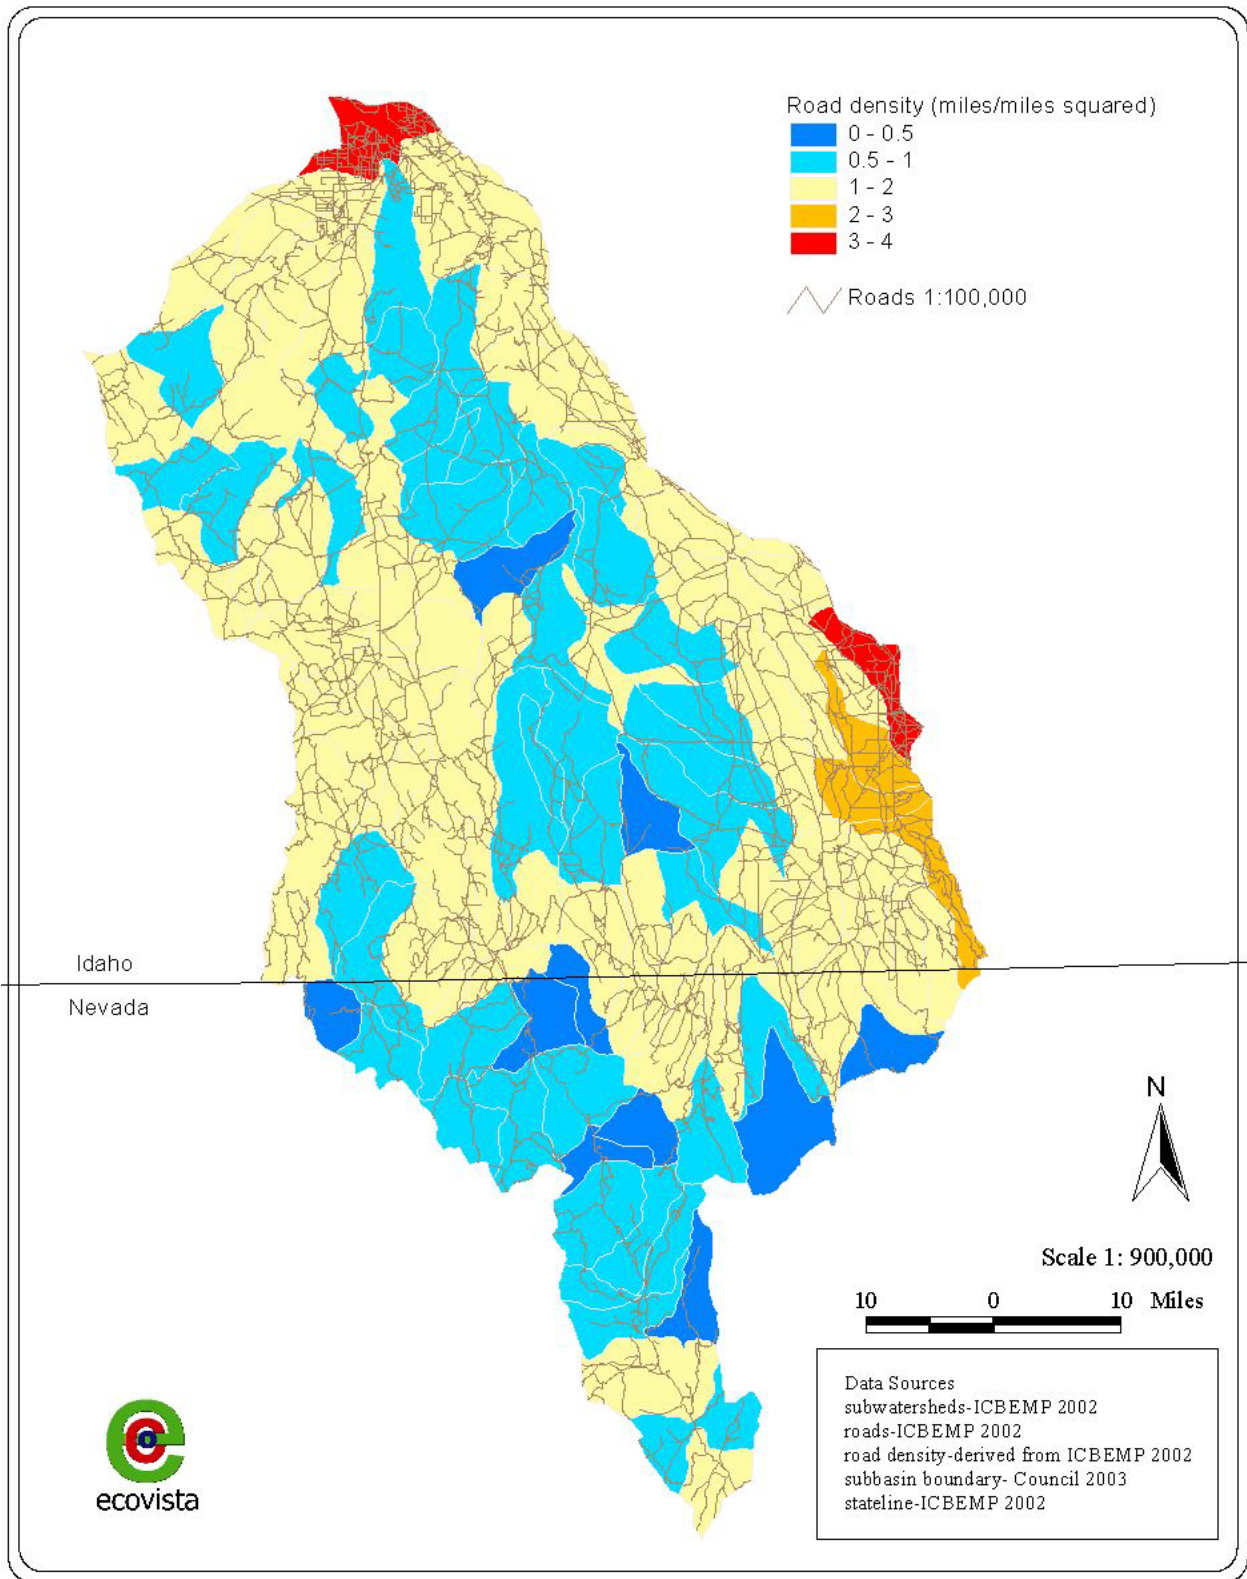 Road density (miles/miles squared)
0 - 0.5
0.5 - 1
1 - 2
2 - 3
3 - 4
Roads 1:100,000
Idaho
Nevada
N
Scale 1: 900,000
10 0 10 Miles
Data Sources
subwatersheds-ICBEMP 2002
roads-ICBEMP 2002
road density-derived from ICBEMP 2002
subbasin boundary- Council 2003
stateline-ICBEMP 2002
ecovista